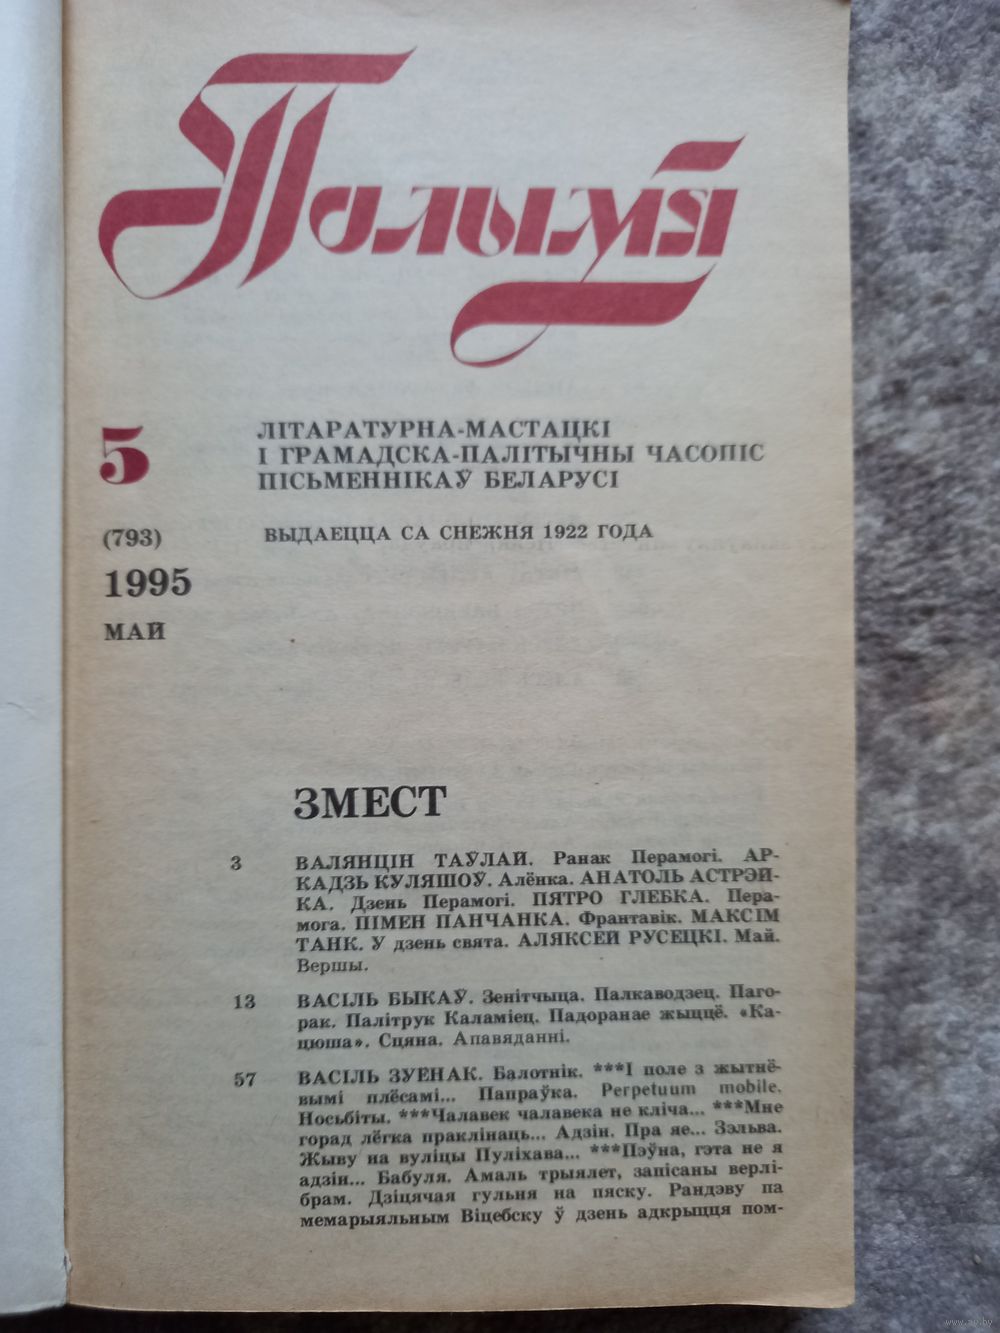 Полымя
5
ЛІТАРАТУРНА-МАСТАЦКІ
І ГРАМАДСКА-ПАЛІТЫЧНЫ ЧАСОПІС
ПІСЬМЕННІКАЎ БЕЛАРУСІ
(793)
ВЫДАЕЦЦА СА СНЕЖНЯ 1922 ГОДА
1995
МАЙ
ЗМЕСТ
3 ВАЛЯНЦІН ТАЎЛАЙ. Ранак Перамогі. АР-
КАДЗЬ КУЛЯШОЎ. Алёнка. АНАТОЛЬ АСТРЭЙ-
КА. Дзень Перамогі. ПЯТРО ГЛЕБКА. Пера-
мога. ПІМЕН ПАНЧАНКА. Франтавік. МАКСІМ
ТАНК. У дзень свята. АЛЯКСЕЙ РУСЕЦКІ. Май.
Вершы.
13 ВАСІЛЬ БЫКАЎ. Зенітчыца. Палкаводзец. Паго-
рак. Палітрук Каламіец. Падоранае жыццё. «Ка-
цюша». Сцяна. Апавяданні.
57 ВАСІЛЬ ЗУЕНАК. Балотнік. ***І поле з жытнё-
вымі плёсамі... Папраўка. Perpetuum mobile.
Носьбіты. ***Чалавек чалавека не кліча... ***Мне
горад лёгка праклінаць... Адзін. Пра яе... Зэльва.
Жыву на вуліцы Пуліхава... ***Пэўна, гэта не я
адзін... Бабуля. Амаль трыялет, запісаны верлі-
брам. Дзіцячая гульня на пяску. Рандэву па
мемарыяльным Віцебску ў дзень адкрыцця пом-
www.ay.by